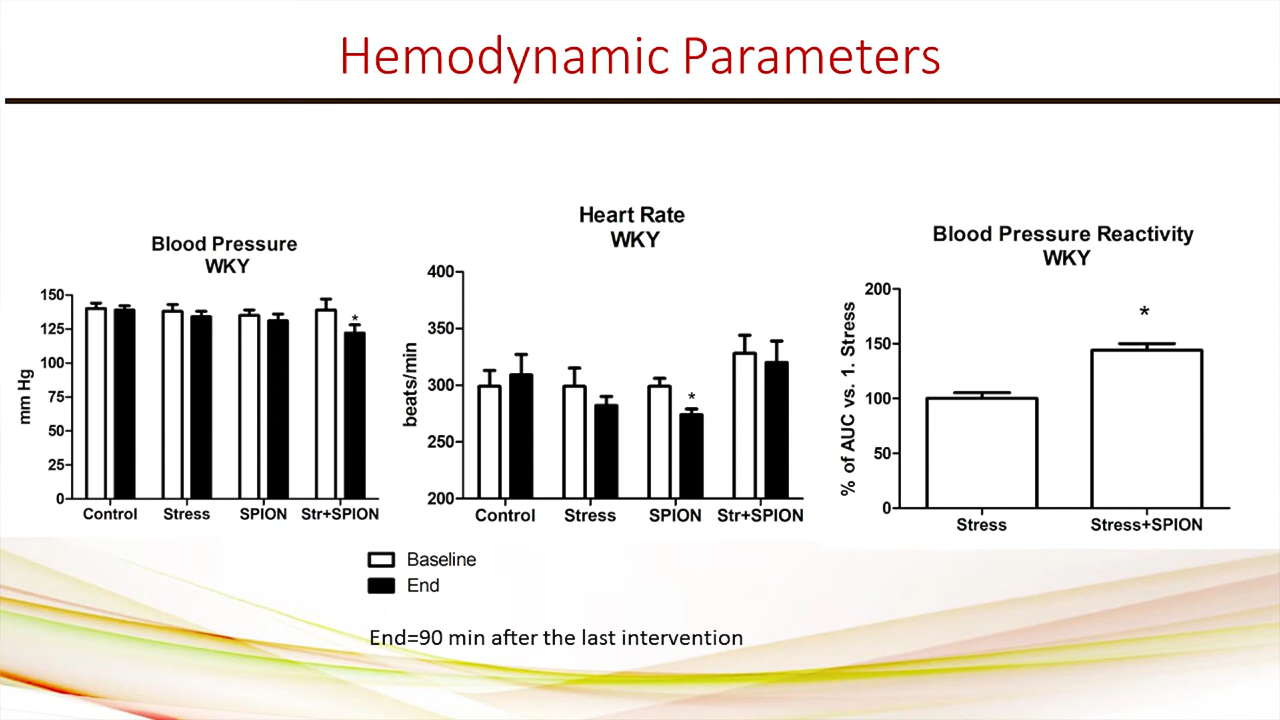 Hemodynamic Parameters
Blood Pressure
WKY
150
125
100
75
50
25
0
mm Hg
*
Control
Stress
SPION
Str+SPION
Heart Rate
WKY
400
350
300
250
200
beats/min
*
Control
Stress
SPION
Str+SPION
Blood Pressure Reactivity
WKY
200
150
100
50
0
% of AUC vs. 1. Stress
*
Stress
Stress+SPION
Baseline
End
End=90 min after the last intervention